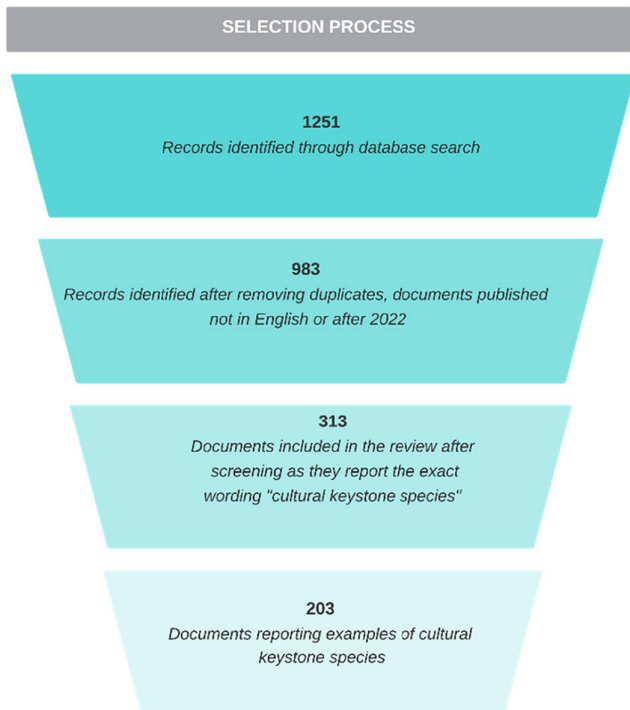 SELECTION PROCESS
1251
Records identified through database search
983
Records identified after removing duplicates, documents published
not in English or after 2022
313
Documents included in the review after
screening as they report the exact
wording "cultural keystone species"
203
Documents reporting examples of cultural
keystone species